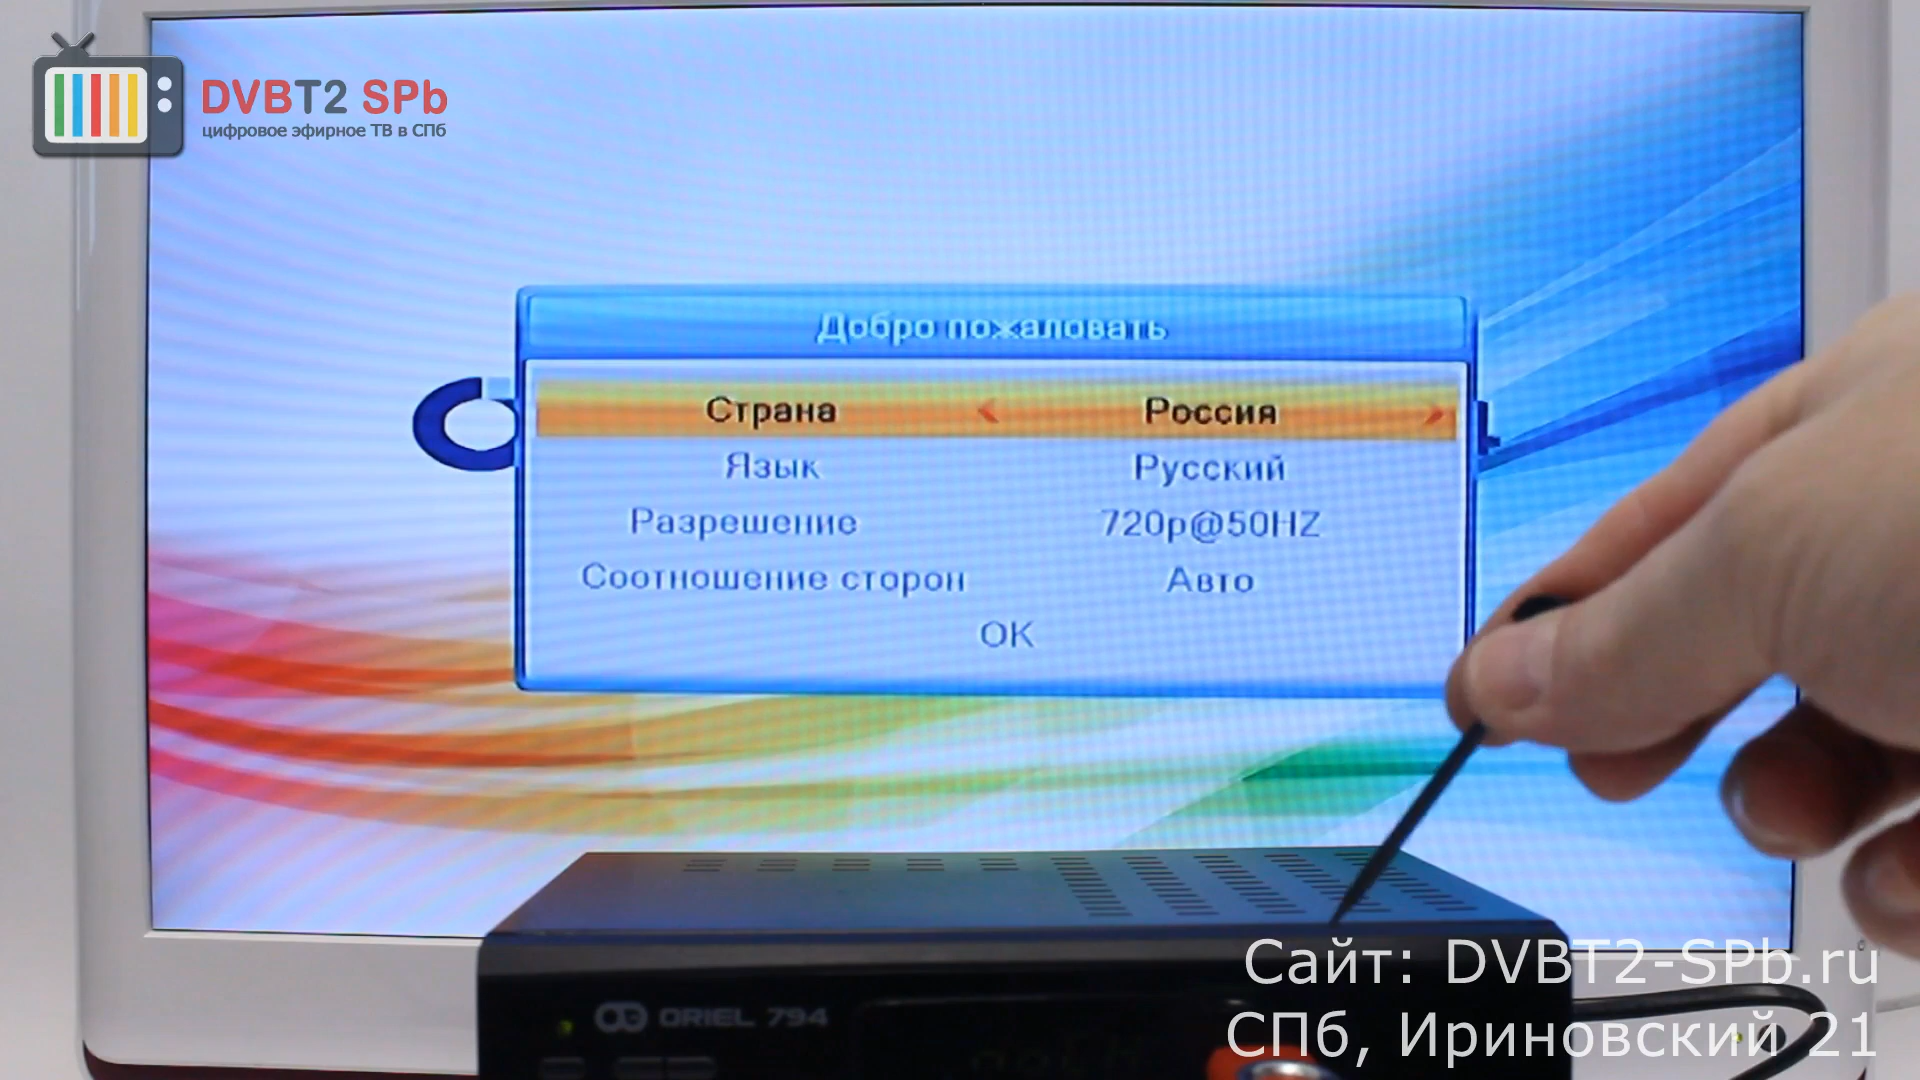 DVBT2 SPb
цифровое эфирное ТВ в СПб
Добро пожаловать
Страна Россия
Язык Русский
Разрешение 720p@50HZ
Соотношение сторон Авто
OK
ORIEL 794
Сайт: DVBT2-SPb.ru
СПб, Ириновский 21